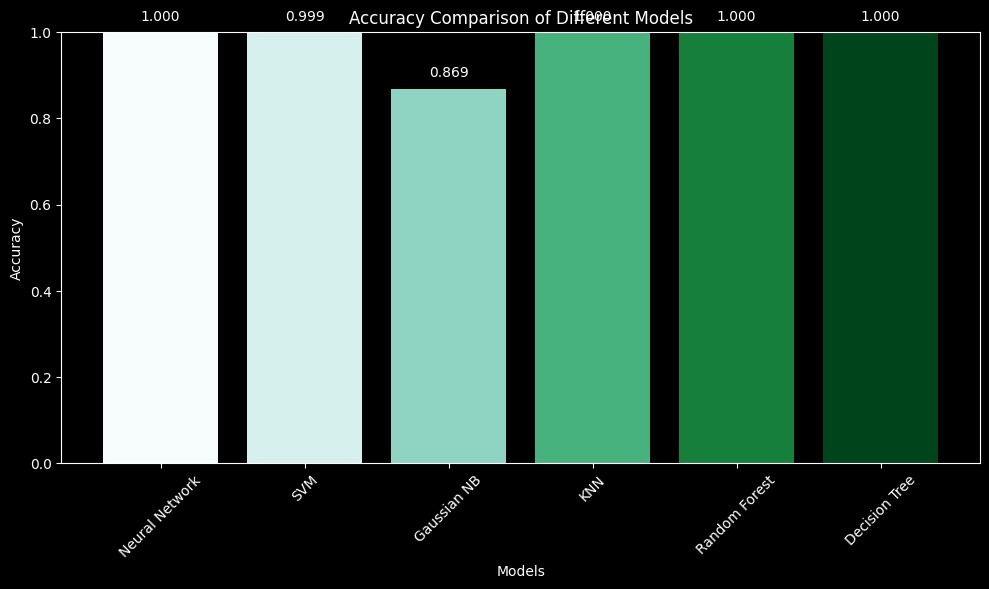 Accuracy Comparison of Different Models
1.000
0.999
0.869
1.000
1.000
1.000
Accuracy
1.0
0.8
0.6
0.4
0.2
0.0
Neural Network
SVM
Gaussian NB
KNN
Random Forest
Decision Tree
Models